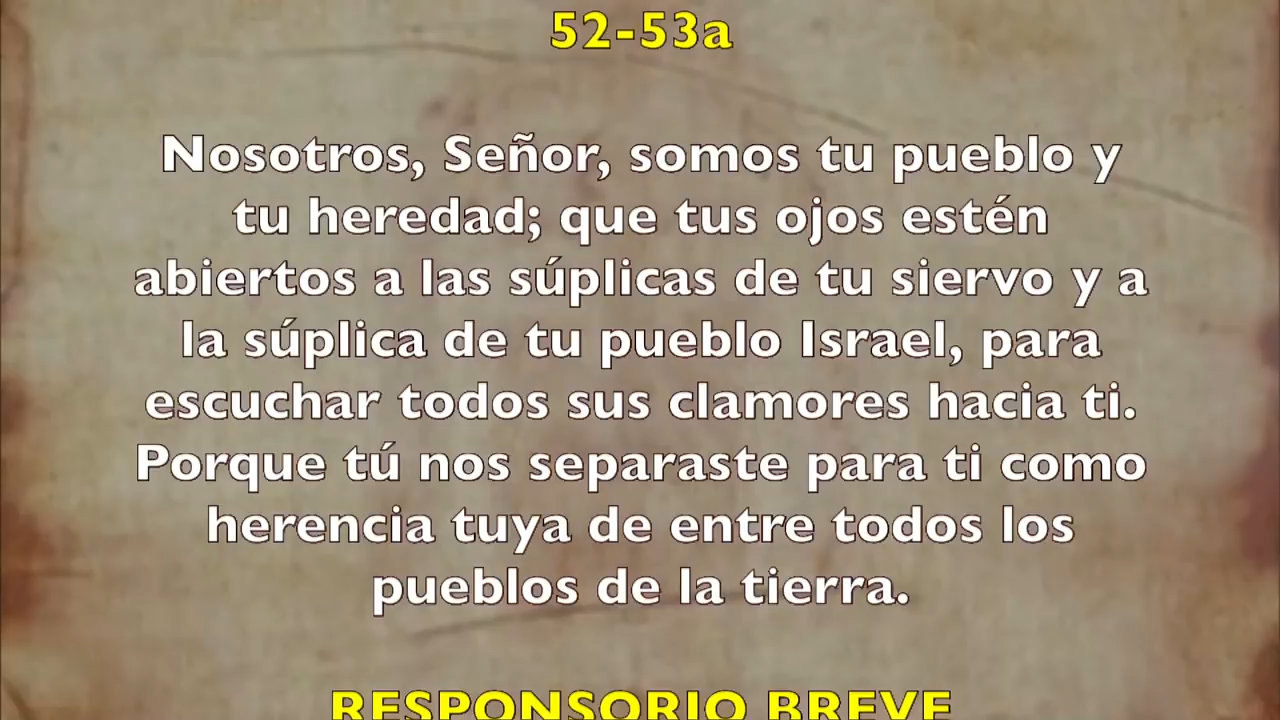 52-53a
Nosotros, Señor, somos tu pueblo y
tu heredad; que tus ojos estén
abiertos a las súplicas de tu siervo y a
la súplica de tu pueblo Israel, para
escuchar todos sus clamores hacia ti.
Porque tú nos separaste para ti como
herencia tuya de entre todos los
pueblos de la tierra.
RESPONSORIO BREVE